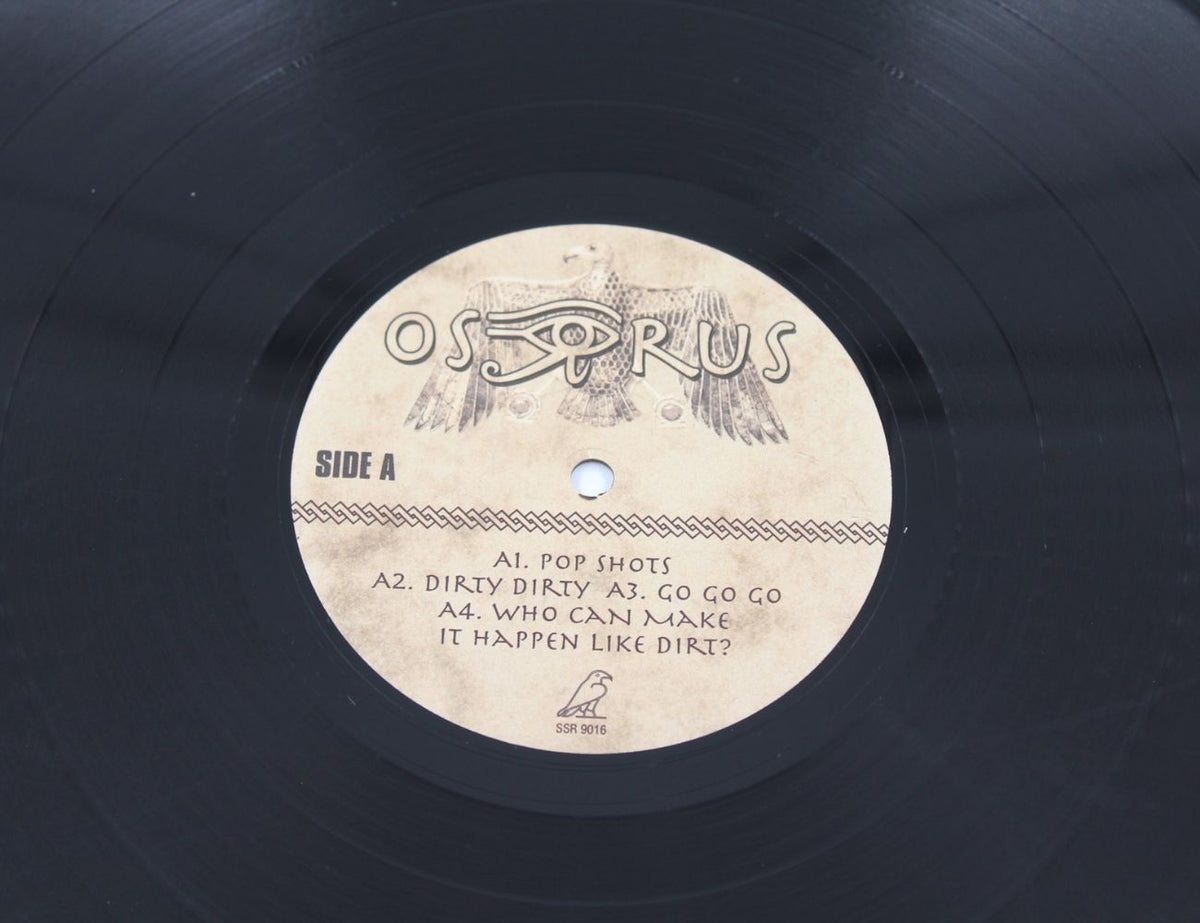 OS𓂀RUS
SIDE A
A1. POP SHOTS
A2. DIRTY DIRTY A3. GO GO GO
A4. WHO CAN MAKE
IT HAPPEN LIKE DIRT?
SSR 9016